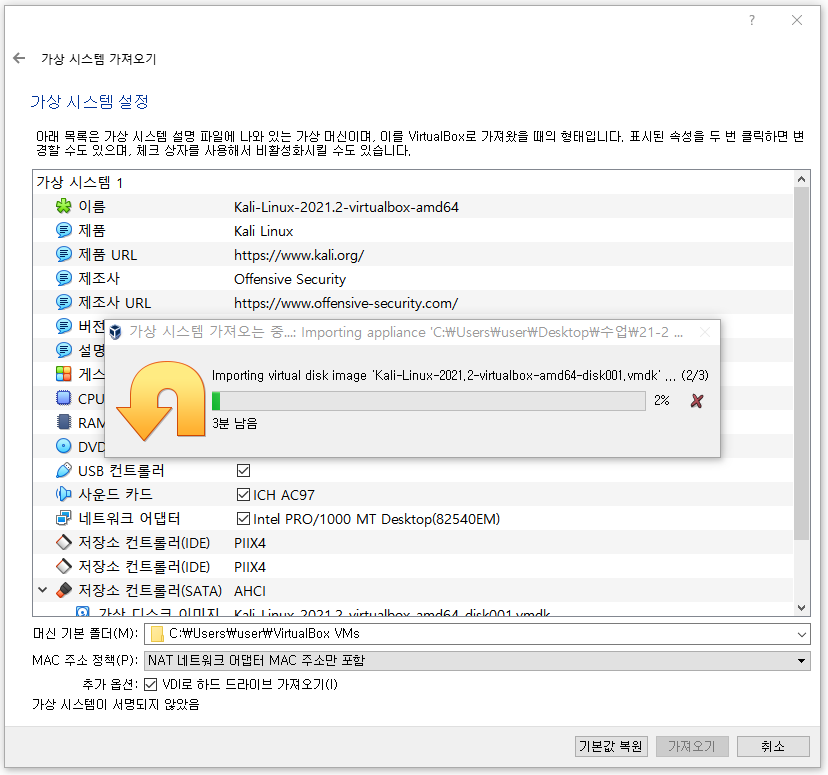 ?
가상 시스템 가져오기
가상 시스템 설정
아래 목록은 가상 시스템 설명 파일에 나와 있는 가상 머신이며, 이를 VirtualBox로 가져왔을 때의 형태입니다. 표시된 속성을 두 번 클릭하면 변
경할 수도 있으며, 체크 상자를 사용해서 비활성화시킬 수도 있습니다.
가상 시스템 1
이름 Kali-Linux-2021.2-virtualbox-amd64
제품 Kali Linux
제품 URL https://www.kali.org/
제조사 Offensive Security
제조사 URL https://www.offensive-security.com/
버전
설명
게스
CPU
RAM
DVD
가상 시스템 가져오는 중...: Importing appliance 'C:₩Users₩user₩Desktop₩수업₩21-2 ...
Importing virtual disk image 'Kali-Linux-2021.2-virtualbox-amd64-disk001.vmdk' ... (2/3)
2%
3분 남음
USB 컨트롤러
사운드 카드 ICH AC97
네트워크 어댑터 Intel PRO/1000 MT Desktop(82540EM)
저장소 컨트롤러(IDE) PIIX4
저장소 컨트롤러(IDE) PIIX4
저장소 컨트롤러(SATA) AHCI
가상 디스크 이미지 Kali-Linux-2021.2-virtualbox-amd64-disk001.vmdk
머신 기본 폴더(M): C:₩Users₩user₩VirtualBox VMs
MAC 주소 정책(P): NAT 네트워크 어댑터 MAC 주소만 포함
추가 옵션: VDI로 하드 드라이브 가져오기(I)
가상 시스템이 서명되지 않았음
기본값 복원 가져오기 취소